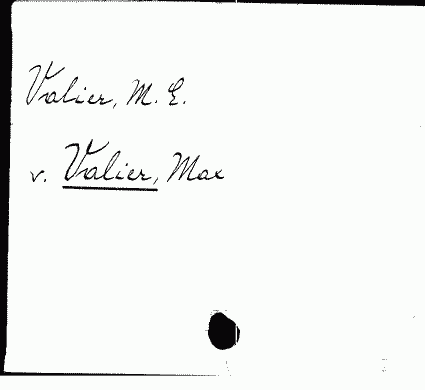 Valier, M. E.
v. Valier, Max